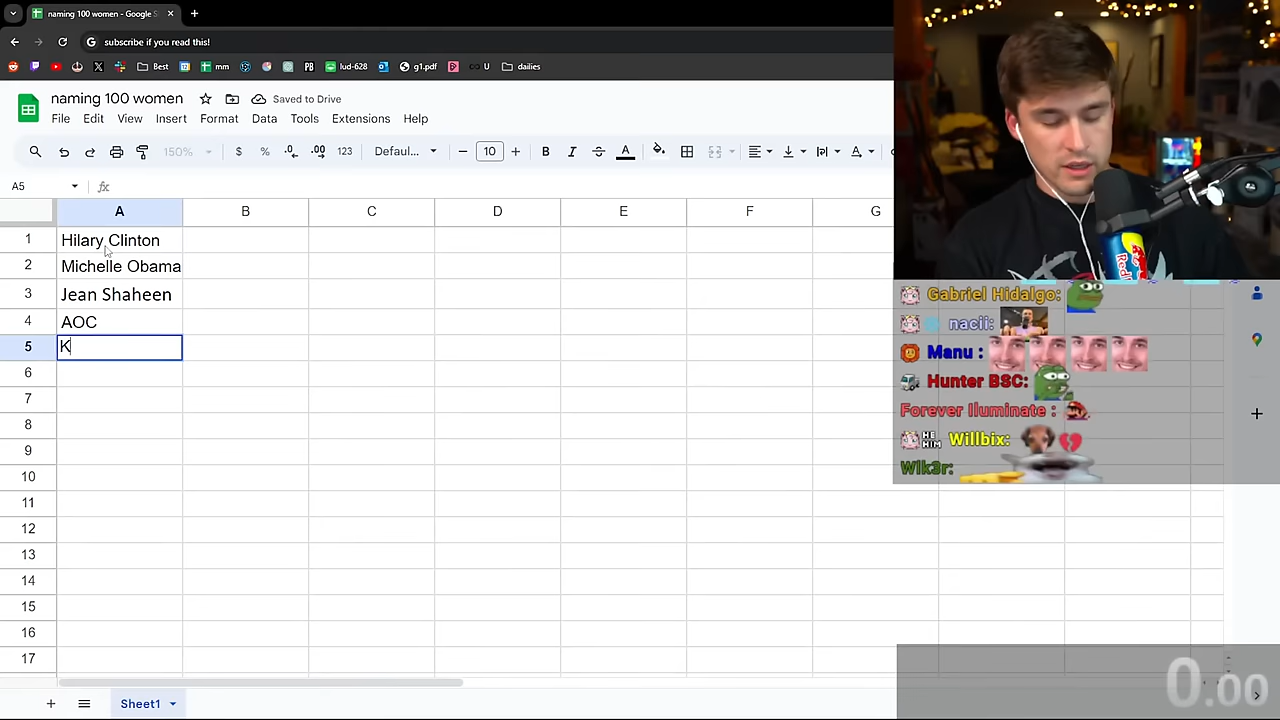 naming 100 women - Google S
subscribe if you read this!
Best
mm
PB
lud-628
g1.pdf
U
dailies
naming 100 women
Saved to Drive
File Edit View Insert Format Data Tools Extensions Help
150% $ % .0 .00 123 Defaul... 10 B I A
A5 fx
A B C D E F G
1 Hilary Clinton
2 Michelle Obama
3 Jean Shaheen
4 AOC
5 K
6
7
8
9
10
11
12
13
14
15
16
17
Sheet1
Gabriel Hidalgo:
nacii:
Manu :
Hunter BSC:
Forever Iluminate :
HE HIM Willbix:
Wlk3r:
0.00